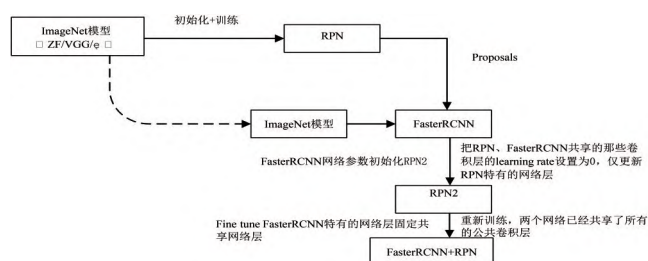 ImageNet模型
□ ZF/VGG/ę □
初始化+训练
RPN
Proposals
ImageNet模型
FasterRCNN
FasterRCNN网络参数初始化RPN2
把RPN、FasterRCNN共享的那些卷
积层的learning rate设置为0，仅更新
RPN特有的网络层
RPN2
Fine tune FasterRCNN特有的网络层固定共
享网络层
重新训练，两个网络已经共享了所有
的公共卷积层
FasterRCNN+RPN